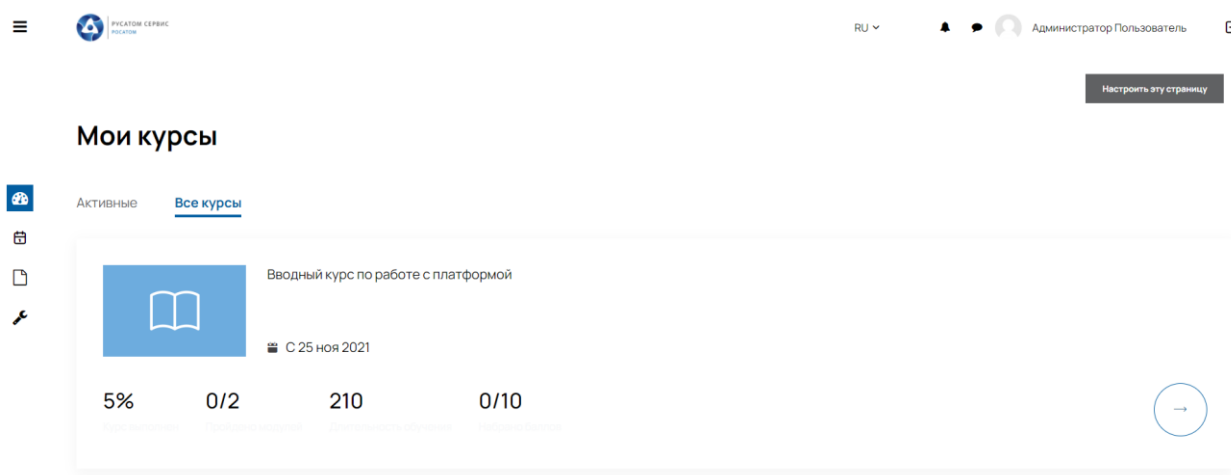 РУСАТОМ СЕРВИС
РОСАТОМ
RU
Администратор Пользователь
Настроить эту страницу
Мои курсы
Активные
Все курсы
Вводный курс по работе с платформой
С 25 ноя 2021
5% 0/2 210 0/10